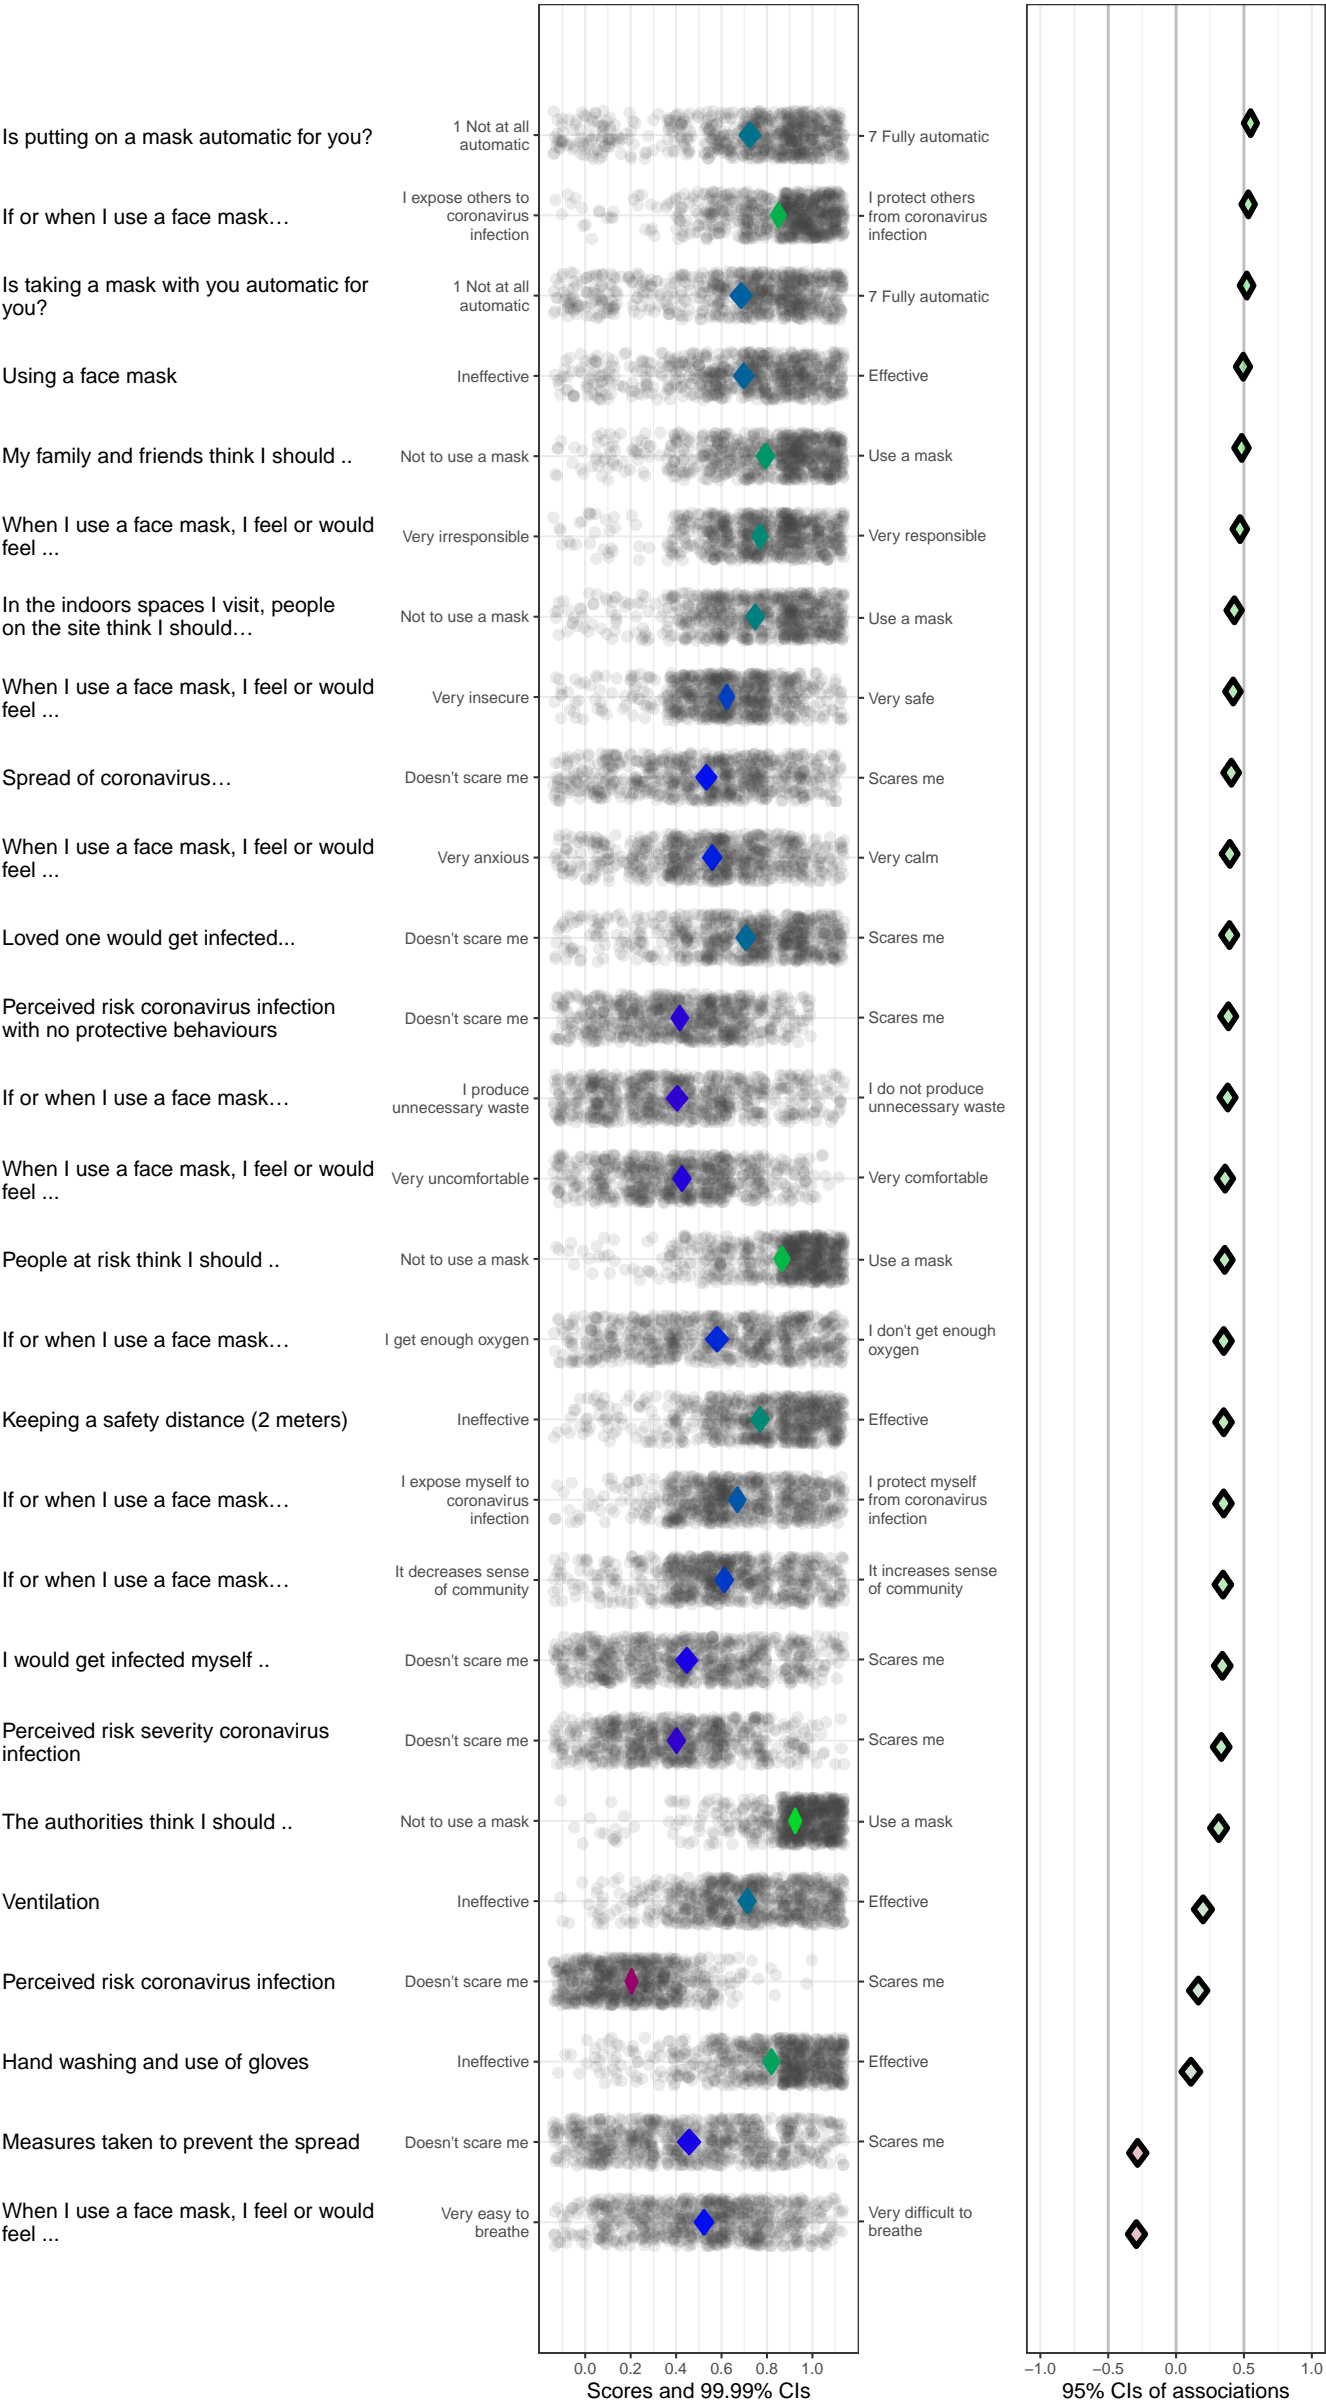 Is putting on a mask automatic for you?
1 Not at all
automatic
7 Fully automatic
If or when I use a face mask…
I expose others to
coronavirus
infection
I protect others
from coronavirus
infection
Is taking a mask with you automatic for
you?
1 Not at all
automatic
7 Fully automatic
Using a face mask
Ineffective
Effective
My family and friends think I should ..
Not to use a mask
Use a mask
When I use a face mask, I feel or would
feel ...
Very irresponsible
Very responsible
In the indoors spaces I visit, people
on the site think I should…
Not to use a mask
Use a mask
When I use a face mask, I feel or would
feel ...
Very insecure
Very safe
Spread of coronavirus…
Doesn't scare me
Scares me
When I use a face mask, I feel or would
feel ...
Very anxious
Very calm
Loved one would get infected...
Doesn't scare me
Scares me
Perceived risk coronavirus infection
with no protective behaviours
Doesn't scare me
Scares me
If or when I use a face mask…
I produce
unnecessary waste
I do not produce
unnecessary waste
When I use a face mask, I feel or would
feel ...
Very uncomfortable
Very comfortable
People at risk think I should ..
Not to use a mask
Use a mask
If or when I use a face mask…
I get enough oxygen
I don't get enough
oxygen
Keeping a safety distance (2 meters)
Ineffective
Effective
If or when I use a face mask…
I expose myself to
coronavirus
infection
I protect myself
from coronavirus
infection
If or when I use a face mask…
It decreases sense
of community
It increases sense
of community
I would get infected myself ..
Doesn't scare me
Scares me
Perceived risk severity coronavirus
infection
Doesn't scare me
Scares me
The authorities think I should ..
Not to use a mask
Use a mask
Ventilation
Ineffective
Effective
Perceived risk coronavirus infection
Doesn't scare me
Scares me
Hand washing and use of gloves
Ineffective
Effective
Measures taken to prevent the spread
Doesn't scare me
Scares me
When I use a face mask, I feel or would
feel ...
Very easy to
breathe
Very difficult to
breathe
0.0 0.2 0.4 0.6 0.8 1.0
Scores and 99.99% CIs
−1.0 −0.5 0.0 0.5 1.0
95% CIs of associations